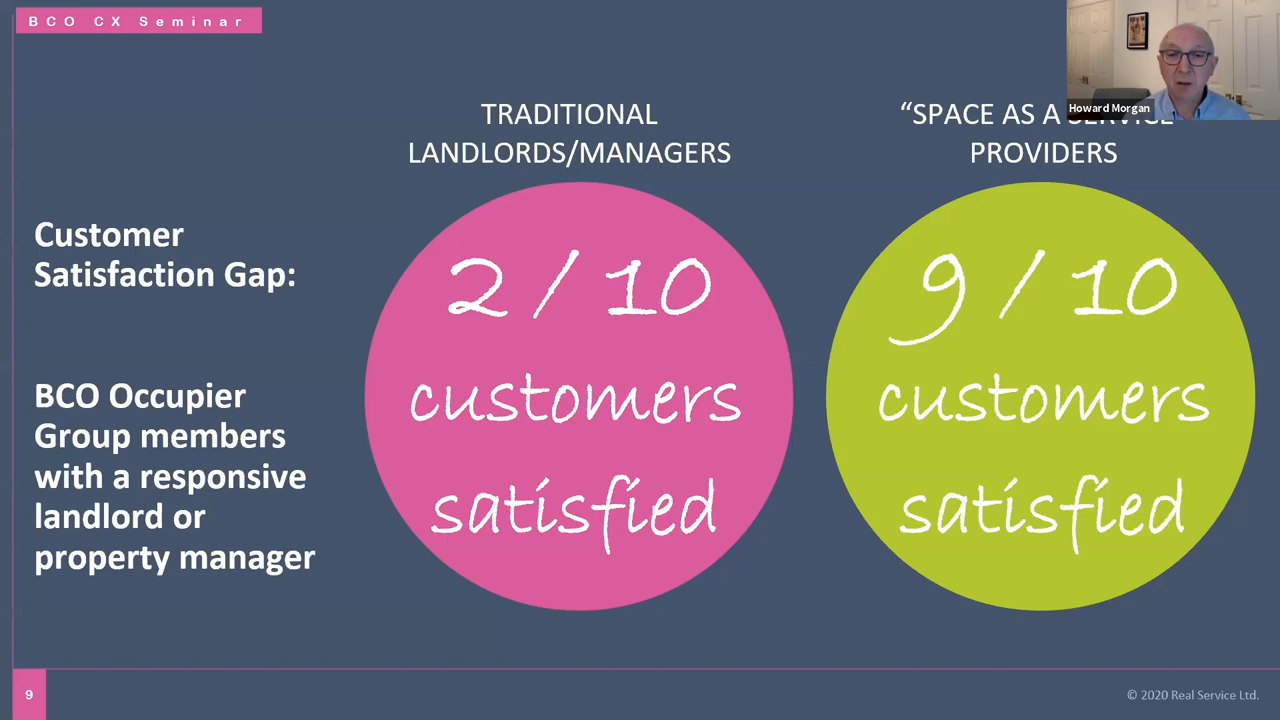 BCO CX Seminar
Howard Morgan
TRADITIONAL
LANDLORDS/MANAGERS
“SPACE AS A SERVICE
PROVIDERS
Customer
Satisfaction Gap:
BCO Occupier
Group members
with a responsive
landlord or
property manager
2 / 10
customers
satisfied
9 / 10
customers
satisfied
9
© 2020 Real Service Ltd.